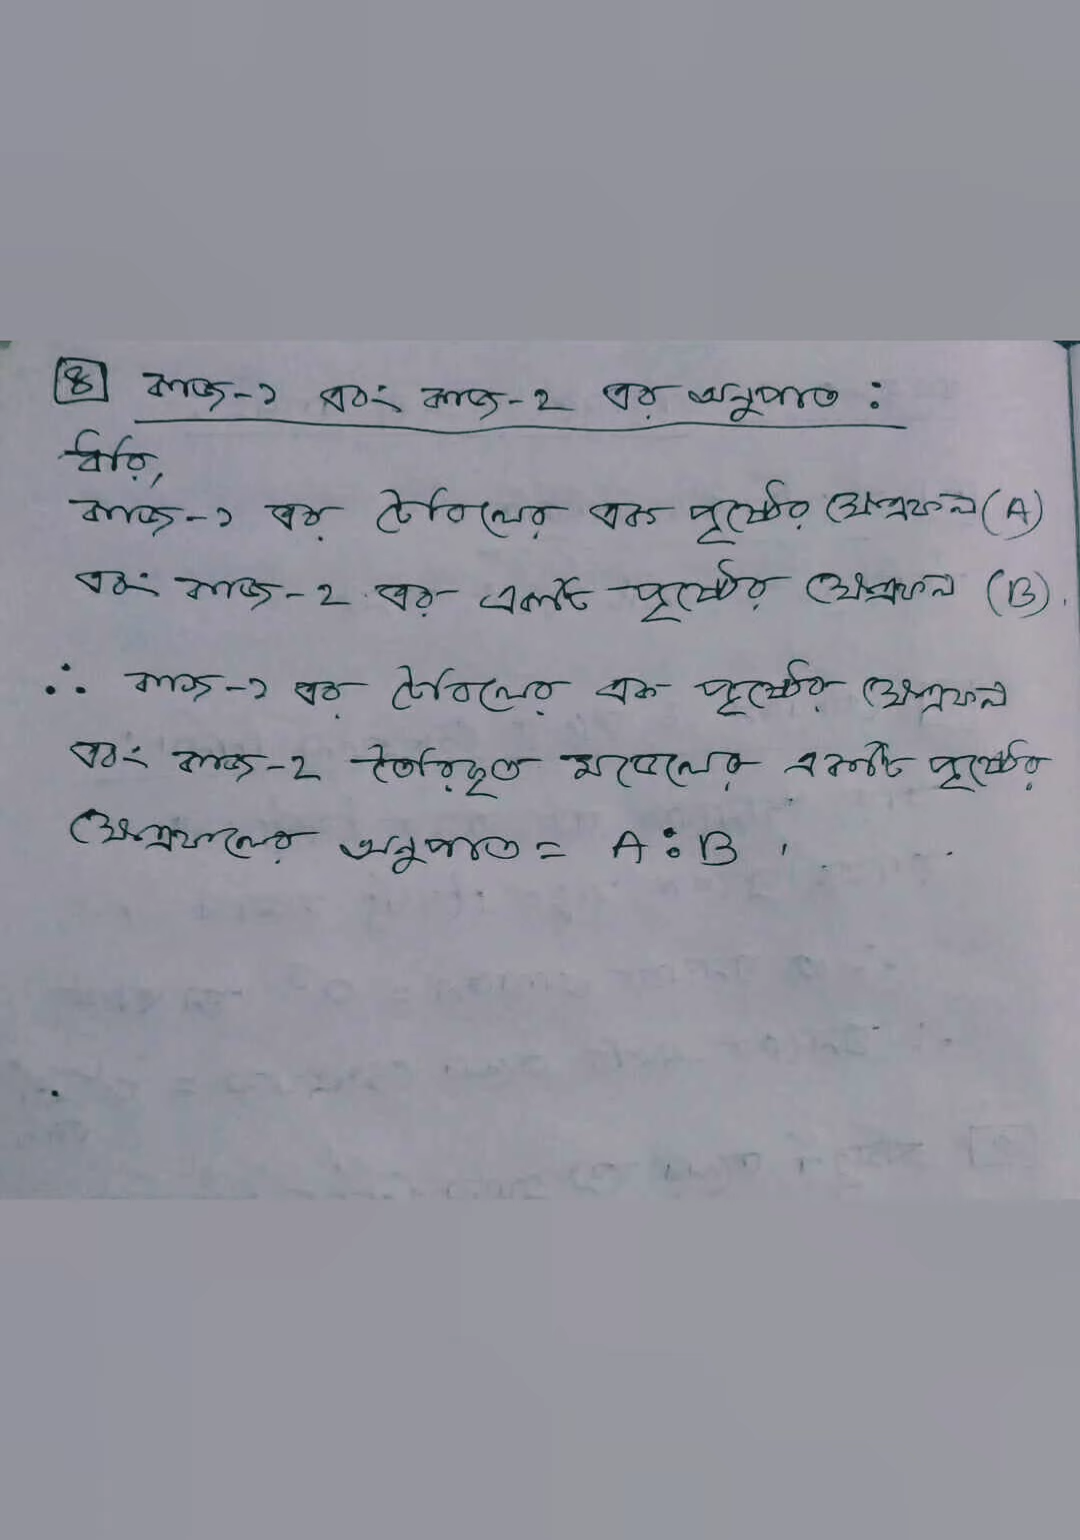 ৪ কাজ-১ এবং কাজ-২ এর অনুপাত :
ধরি,
কাজ-১ এর টেবিলের এক পৃষ্ঠের ক্ষেত্রফল (A)
এবং কাজ-২ এর একটি পৃষ্ঠের ক্ষেত্রফল (B).
∴ কাজ-১ এর টেবিলের এক পৃষ্ঠের ক্ষেত্রফল
এবং কাজ-২ তৈরিকৃত মডেলের একটি পৃষ্ঠের
ক্ষেত্রফলের অনুপাত = A : B ,